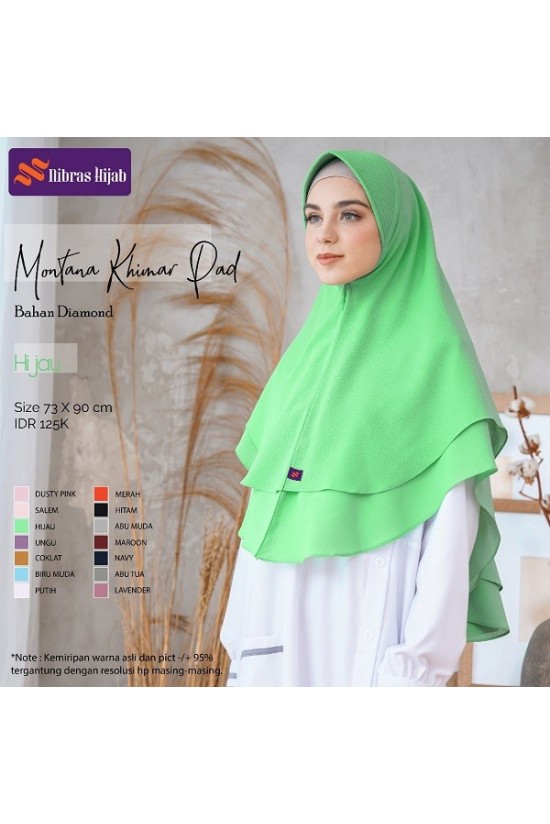 Nibras Hijab
Montana Khimar Pad
Bahan Diamond
Hijau
Size 73 X 90 cm
IDR 125K
DUSTY PINK
SALEM
HIJAU
UNGU
COKLAT
BIRU MUDA
PUTIH
MERAH
HITAM
ABU MUDA
MAROON
NAVY
ABU TUA
LAVENDER
*Note : Kemiripan warna asli dan pict -/+ 95%
tergantung dengan resolusi hp masing-masing.